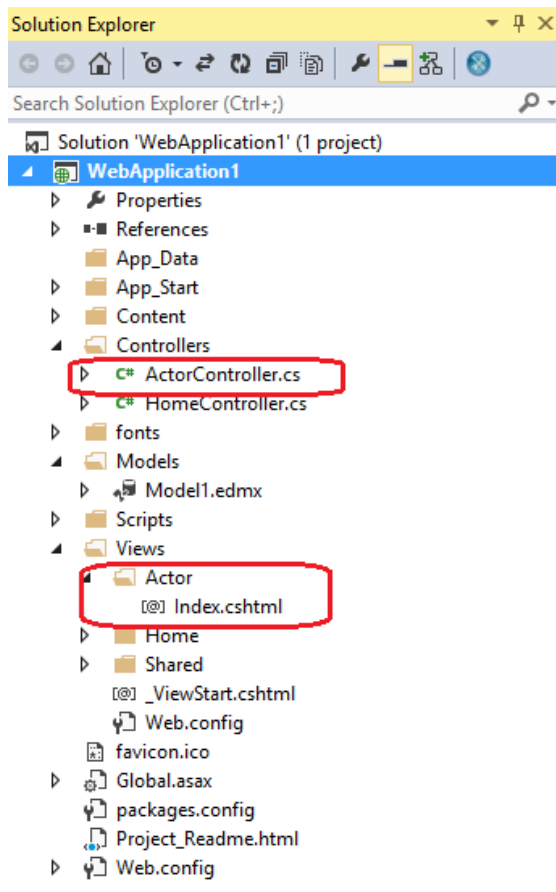 Solution Explorer
Search Solution Explorer (Ctrl+;)
Solution 'WebApplication1' (1 project)
WebApplication1
Properties
References
App_Data
App_Start
Content
Controllers
C# ActorController.cs
C# HomeController.cs
fonts
Models
Model1.edmx
Scripts
Views
Actor
[@] Index.cshtml
Home
Shared
[@] _ViewStart.cshtml
Web.config
favicon.ico
Global.asax
packages.config
Project_Readme.html
Web.config